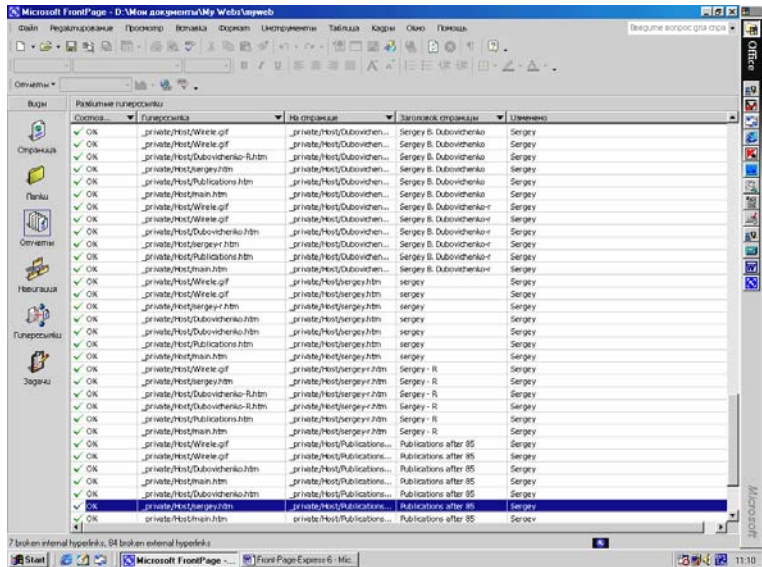 Microsoft FrontPage - D:\Мои документы\My Webs\myweb
Файл Редактирование Просмотр Вставка Формат Инструменты Таблица Кадры Окно Помощь
Введите вопрос для спра
Отчеты
Виды Разбитые гиперссылки
Состоя... Гиперссылка На странице Заголовок страницы Изменено
OK _private/Host/Wirele.gif _private/Host/Dubovichen... Sergey B. Dubovichenko Sergey
OK _private/Host/Wirele.gif _private/Host/Dubovichen... Sergey B. Dubovichenko Sergey
OK _private/Host/Dubovichenko-R.htm _private/Host/Dubovichen... Sergey B. Dubovichenko Sergey
OK _private/Host/sergey.htm _private/Host/Dubovichen... Sergey B. Dubovichenko Sergey
OK _private/Host/Publications.htm _private/Host/Dubovichen... Sergey B. Dubovichenko Sergey
OK _private/Host/main.htm _private/Host/Dubovichen... Sergey B. Dubovichenko Sergey
OK _private/Host/Wirele.gif _private/Host/Dubovichen... Sergey B. Dubovichenko-r Sergey
OK _private/Host/Wirele.gif _private/Host/Dubovichen... Sergey B. Dubovichenko-r Sergey
OK _private/Host/Dubovichenko.htm _private/Host/Dubovichen... Sergey B. Dubovichenko-r Sergey
OK _private/Host/sergey-r.htm _private/Host/Dubovichen... Sergey B. Dubovichenko-r Sergey
OK _private/Host/Publications.htm _private/Host/Dubovichen... Sergey B. Dubovichenko-r Sergey
OK _private/Host/main.htm _private/Host/Dubovichen... Sergey B. Dubovichenko-r Sergey
OK _private/Host/Wirele.gif _private/Host/sergey.htm sergey Sergey
OK _private/Host/Wirele.gif _private/Host/sergey.htm sergey Sergey
OK _private/Host/sergey-r.htm _private/Host/sergey.htm sergey Sergey
OK _private/Host/Dubovichenko.htm _private/Host/sergey.htm sergey Sergey
OK _private/Host/Dubovichenko.htm _private/Host/sergey.htm sergey Sergey
OK _private/Host/Publications.htm _private/Host/sergey.htm sergey Sergey
OK _private/Host/main.htm _private/Host/sergey.htm sergey Sergey
OK _private/Host/Wirele.gif _private/Host/sergey-r.htm Sergey - R Sergey
OK _private/Host/sergey.htm _private/Host/sergey-r.htm Sergey - R Sergey
OK _private/Host/Dubovichenko-R.htm _private/Host/sergey-r.htm Sergey - R Sergey
OK _private/Host/Dubovichenko-R.htm _private/Host/sergey-r.htm Sergey - R Sergey
OK _private/Host/Publications.htm _private/Host/sergey-r.htm Sergey - R Sergey
OK _private/Host/main.htm _private/Host/sergey-r.htm Sergey - R Sergey
OK _private/Host/Wirele.gif _private/Host/Publications... Publications after 85 Sergey
OK _private/Host/Wirele.gif _private/Host/Publications... Publications after 85 Sergey
OK _private/Host/Wirele.gif _private/Host/Publications... Publications after 85 Sergey
OK _private/Host/Dubovichenko.htm _private/Host/Publications... Publications after 85 Sergey
OK _private/Host/sergey.htm _private/Host/Publications... Publications after 85 Sergey
OK _private/Host/main.htm _private/Host/Publications... Publications after 85 Sergey
Страница
Папки
Отчеты
Навигация
Гиперссылки
Задачи
7 broken internal hyperlinks, 84 broken external hyperlinks
Start Microsoft FrontPage -... Front Page-Express-6 - Mic... 11:10
Office
Microsoft